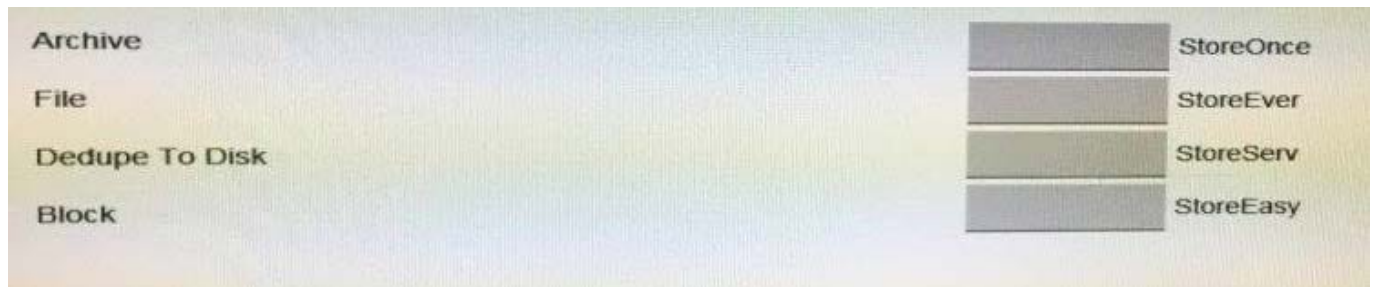 Archive
StoreOnce
File
StoreEver
Dedupe To Disk
StoreServ
Block
StoreEasy